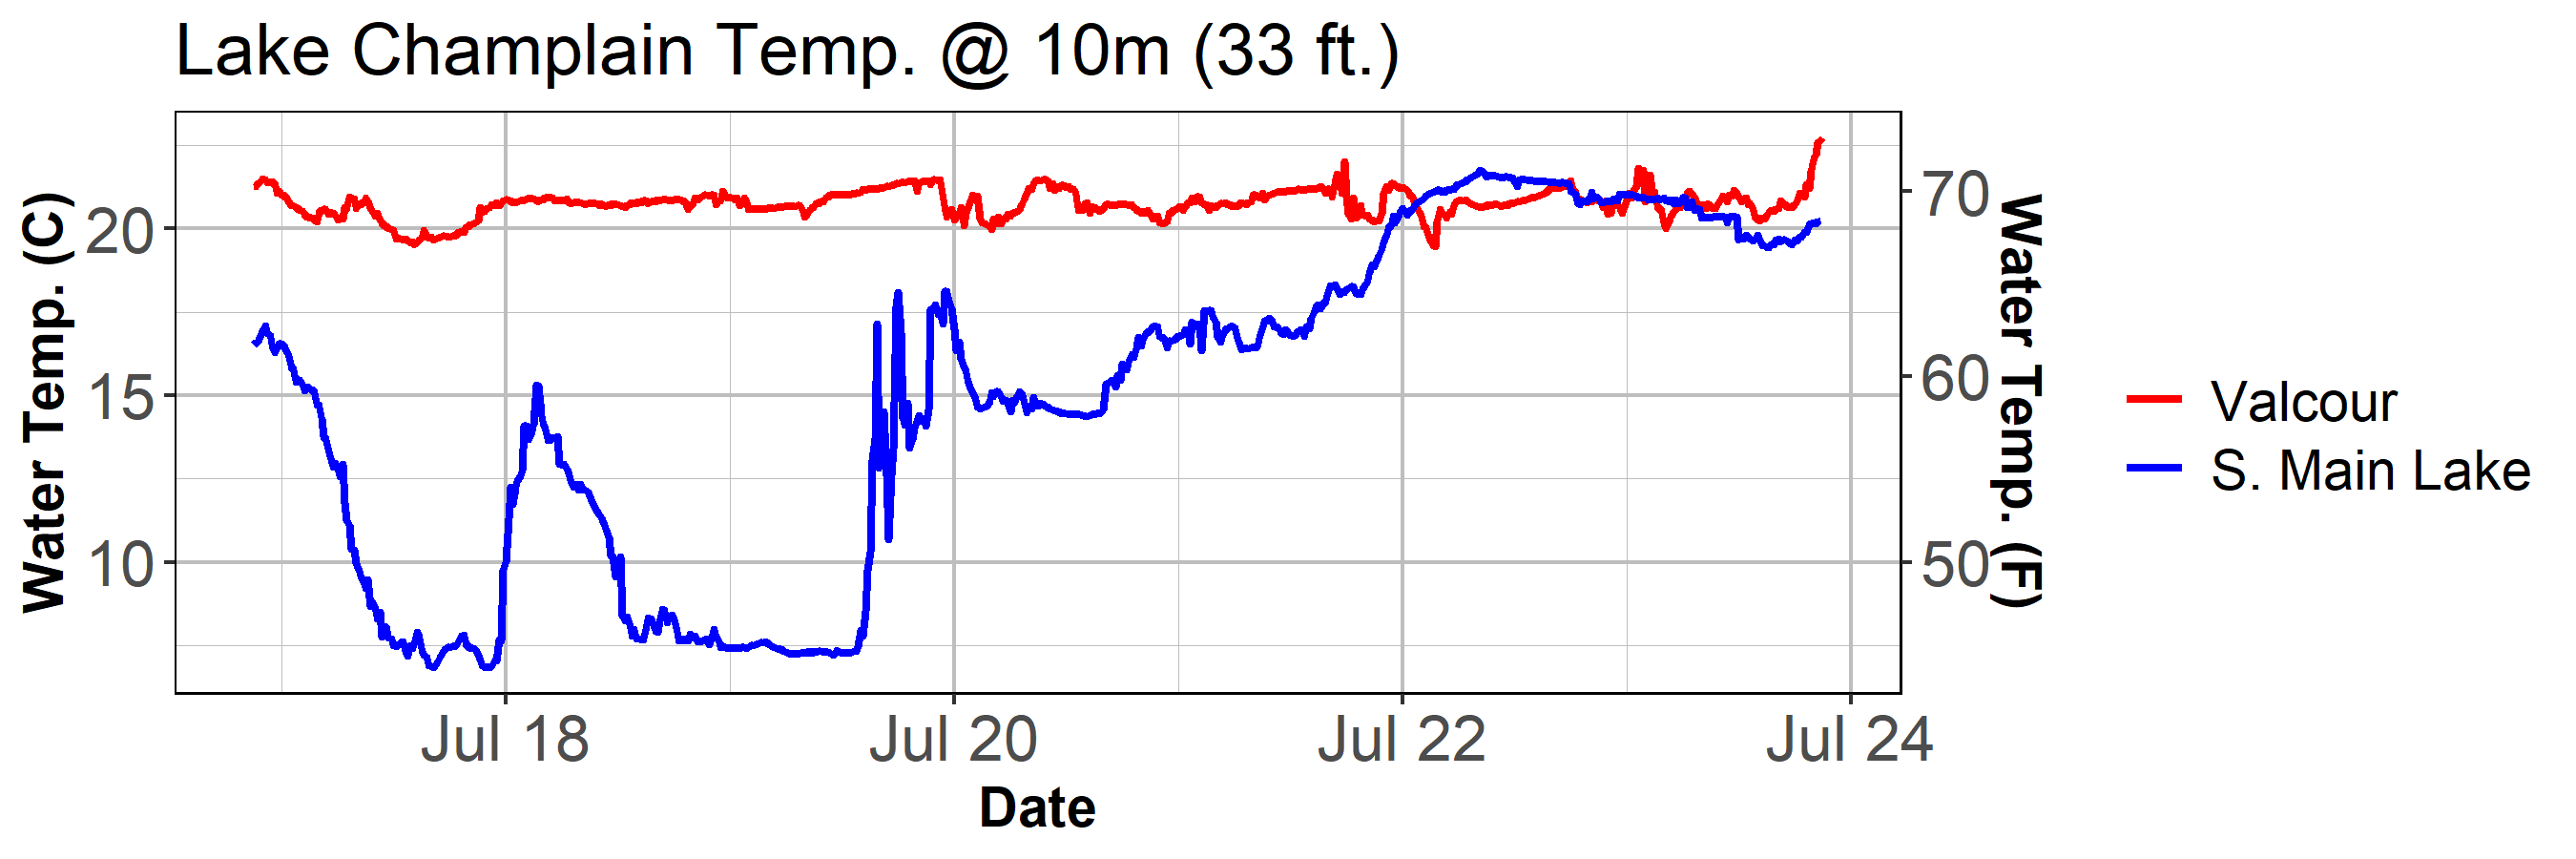 Lake Champlain Temp. @ 10m (33 ft.)
Water Temp. (C)
20
15
10
70
60
50
Water Temp. (F)
Jul 18
Jul 20
Jul 22
Jul 24
Date
Valcour
S. Main Lake